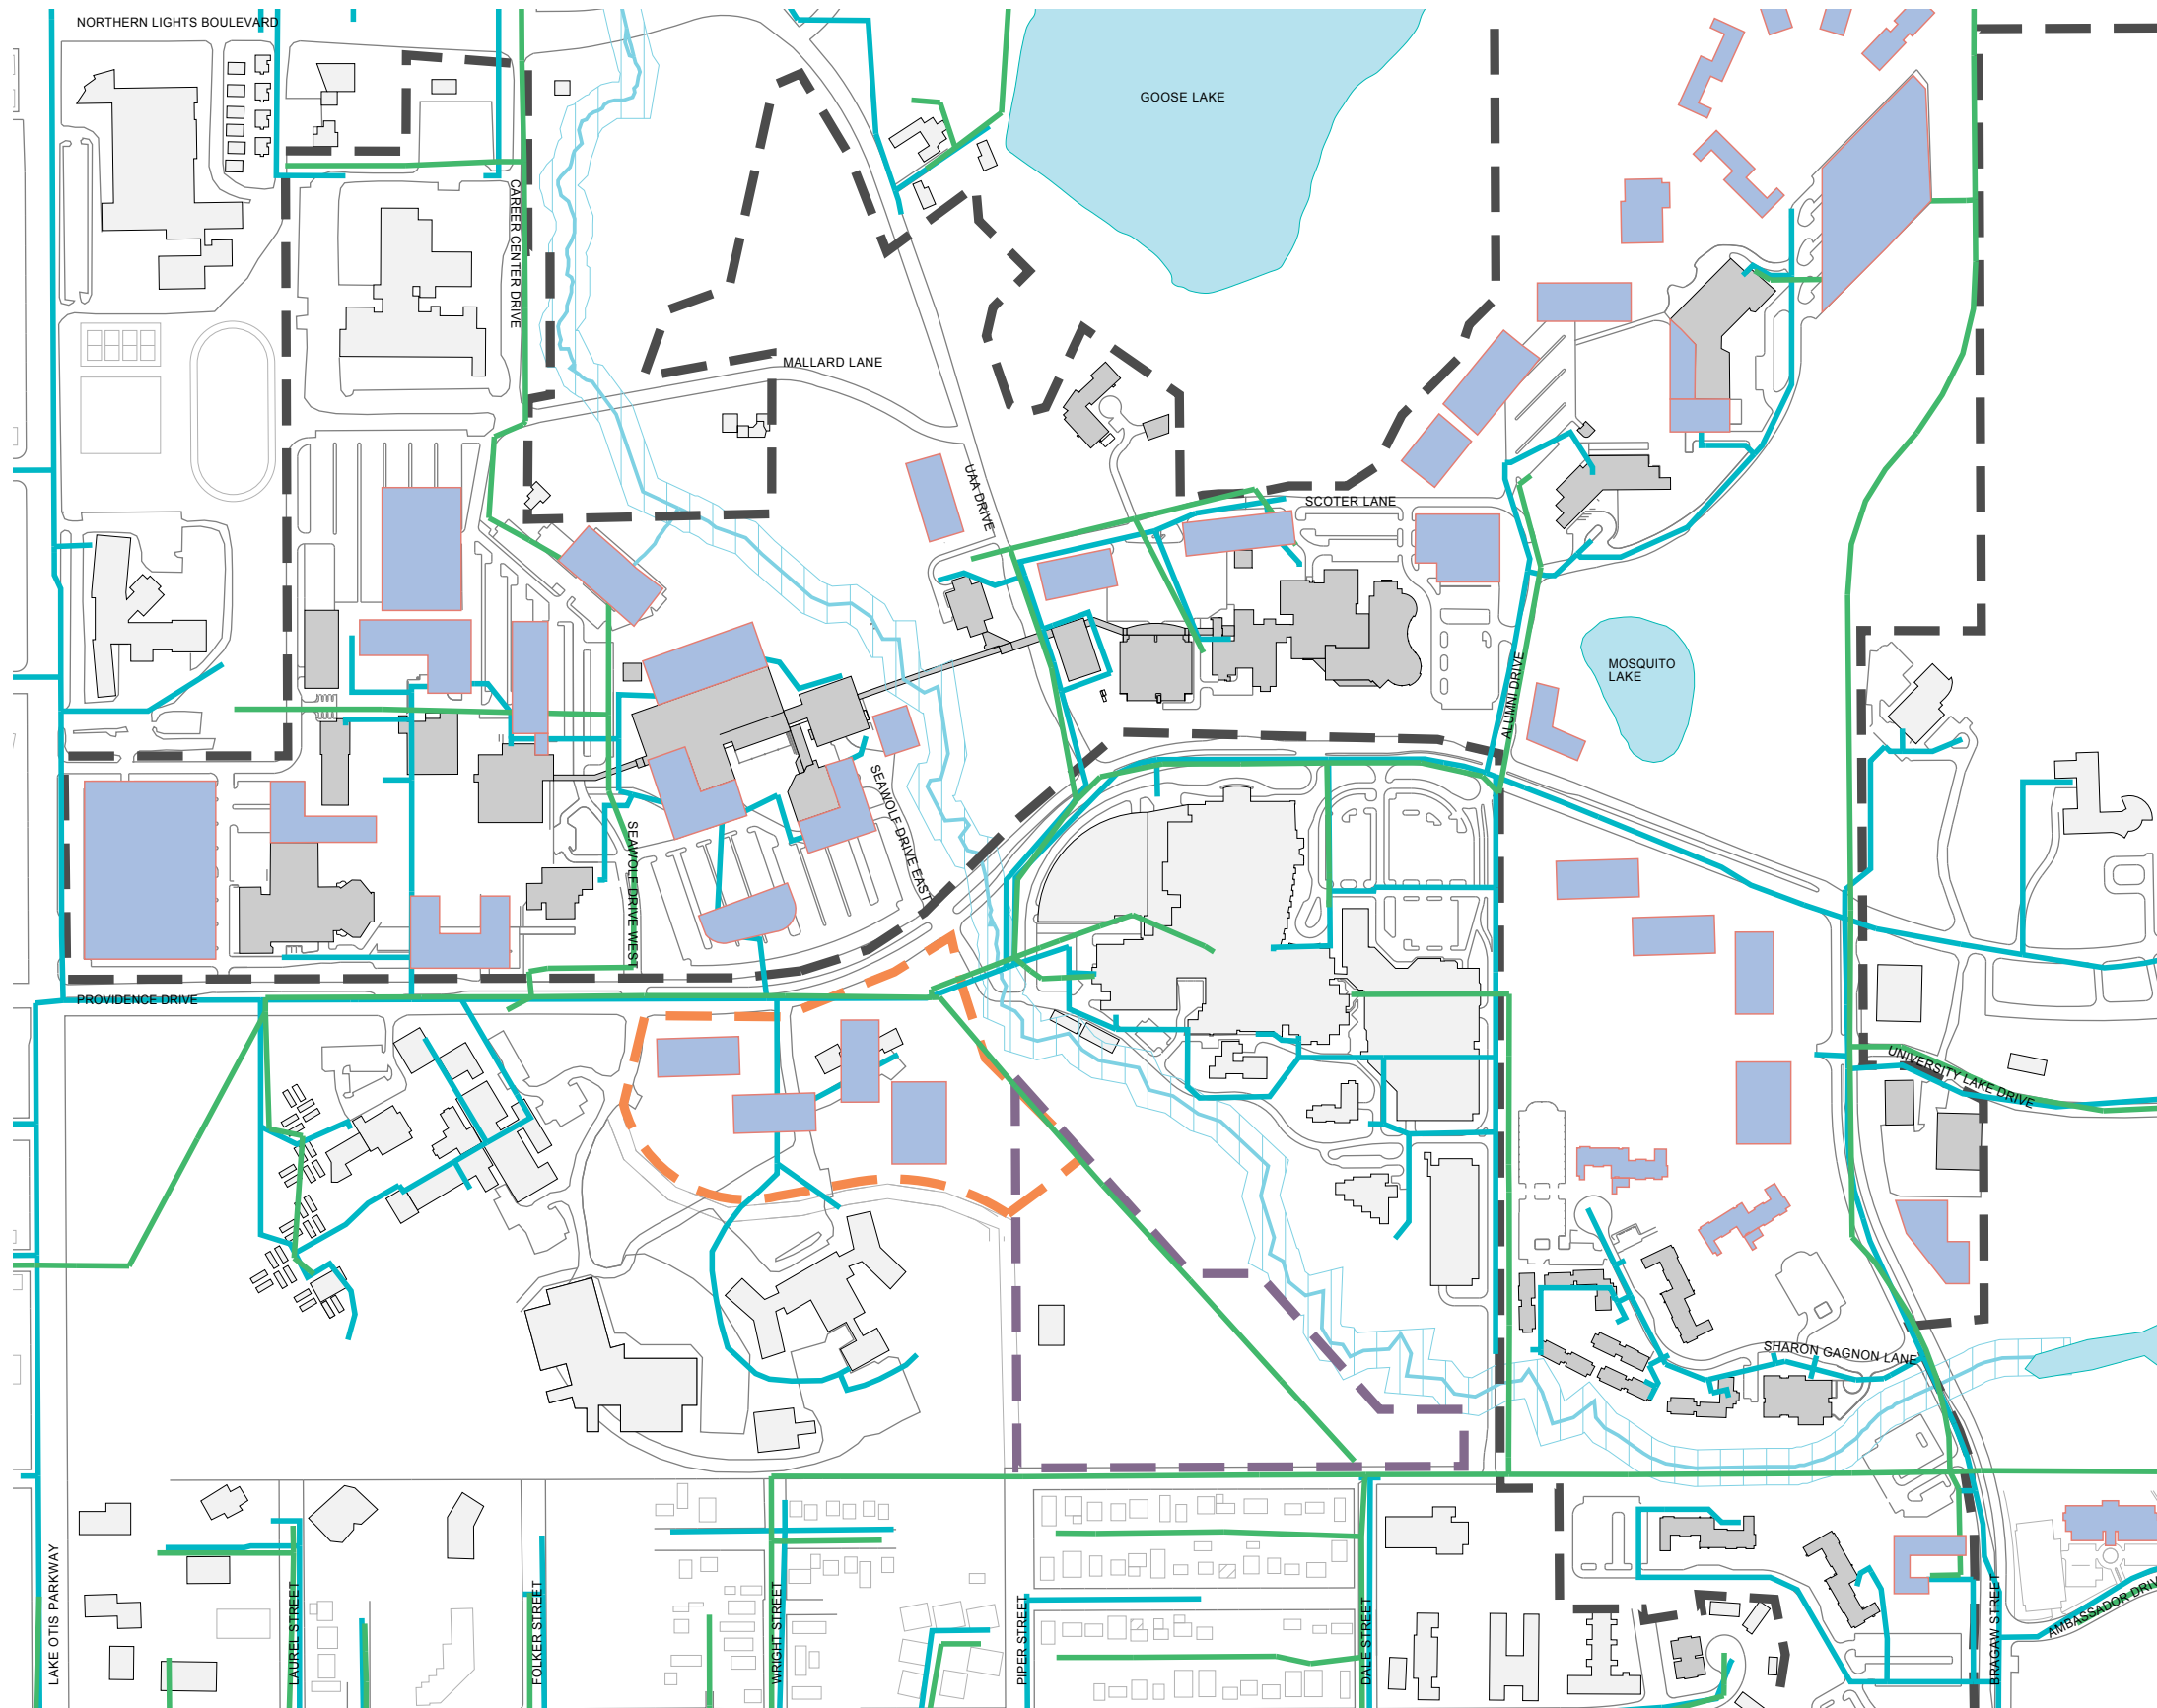 NORTHERN LIGHTS BOULEVARD
GOOSE LAKE
CAREER CENTER DRIVE
MALLARD LANE
UAA DRIVE
SCOTER LANE
MOSQUITO
LAKE
ALUMNI DRIVE
SEAWOLF DRIVE EAST
SEAWOLF DRIVE WEST
PROVIDENCE DRIVE
UNIVERSITY LAKE DRIVE
SHARON GAGNON LANE
LAKE OTIS PARKWAY
LAUREL STREET
FOLKER STREET
WRIGHT STREET
PIPER STREET
DALE STREET
BRAGAW STREET
AMBASSADOR DRIV